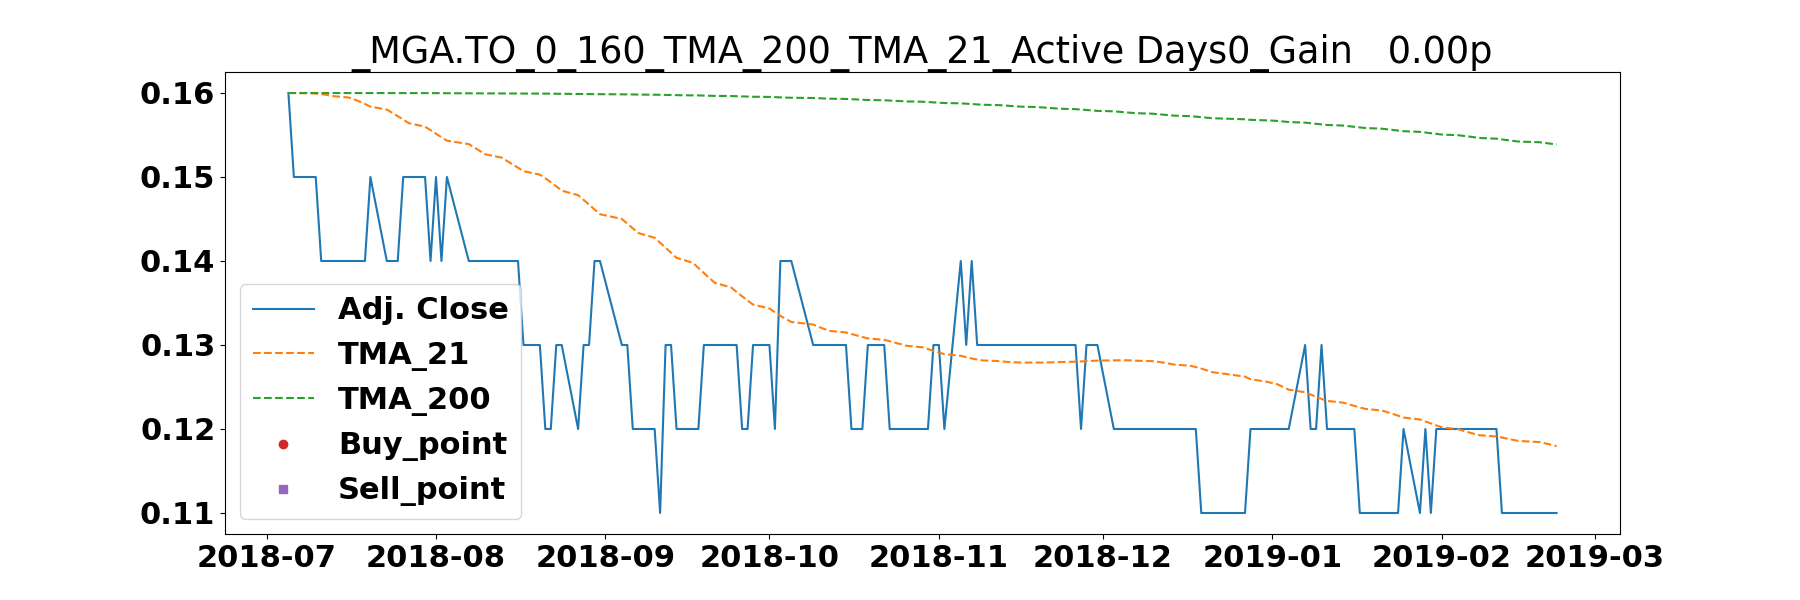 _MGA.TO_0_160_TMA_200_TMA_21_Active Days0_Gain   0.00p
0.16
0.15
0.14
0.13
0.12
0.11
Adj. Close
TMA_21
TMA_200
Buy_point
Sell_point
2018-07 2018-08 2018-09 2018-10 2018-11 2018-12 2019-01 2019-02 2019-03